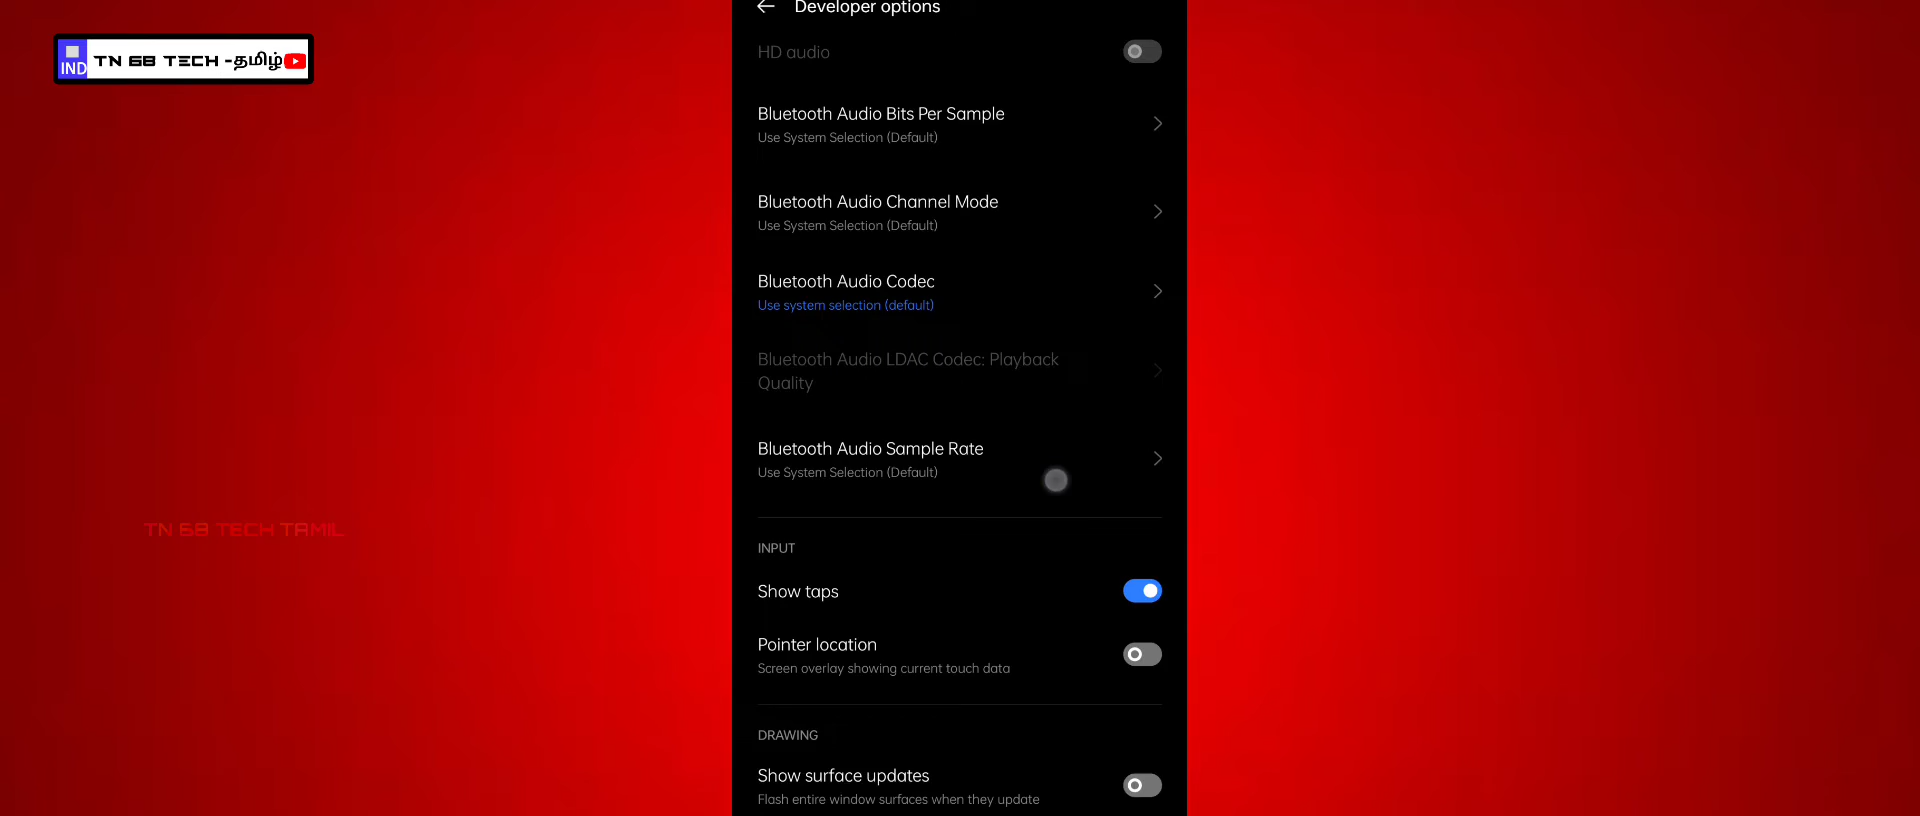 Developer options
IND TN 68 TECH -தமிழ்
HD audio
Bluetooth Audio Bits Per Sample
Use System Selection (Default)
Bluetooth Audio Channel Mode
Use System Selection (Default)
Bluetooth Audio Codec
Use system selection (default)
Bluetooth Audio LDAC Codec: Playback
Quality
Bluetooth Audio Sample Rate
Use System Selection (Default)
TN 68 TECH TAMIL
INPUT
Show taps
Pointer location
Screen overlay showing current touch data
DRAWING
Show surface updates
Flash entire window surfaces when they update